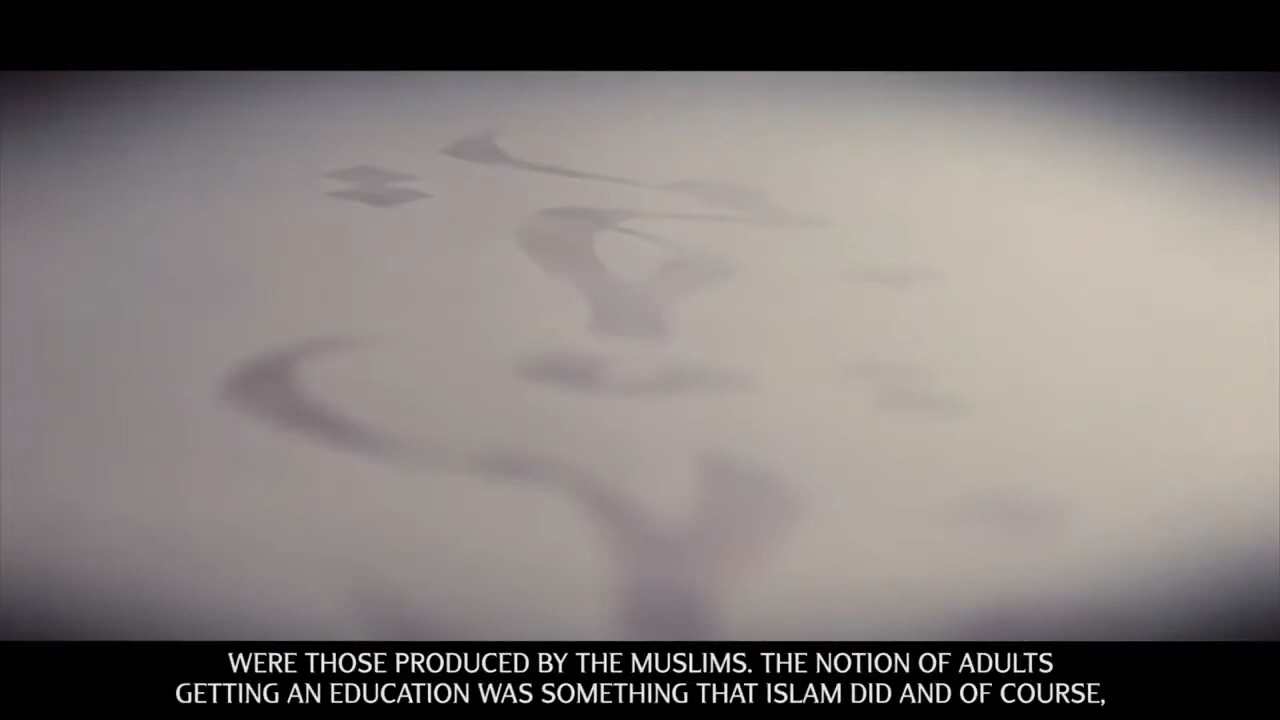 WERE THOSE PRODUCED BY THE MUSLIMS. THE NOTION OF ADULTS
GETTING AN EDUCATION WAS SOMETHING THAT ISLAM DID AND OF COURSE,